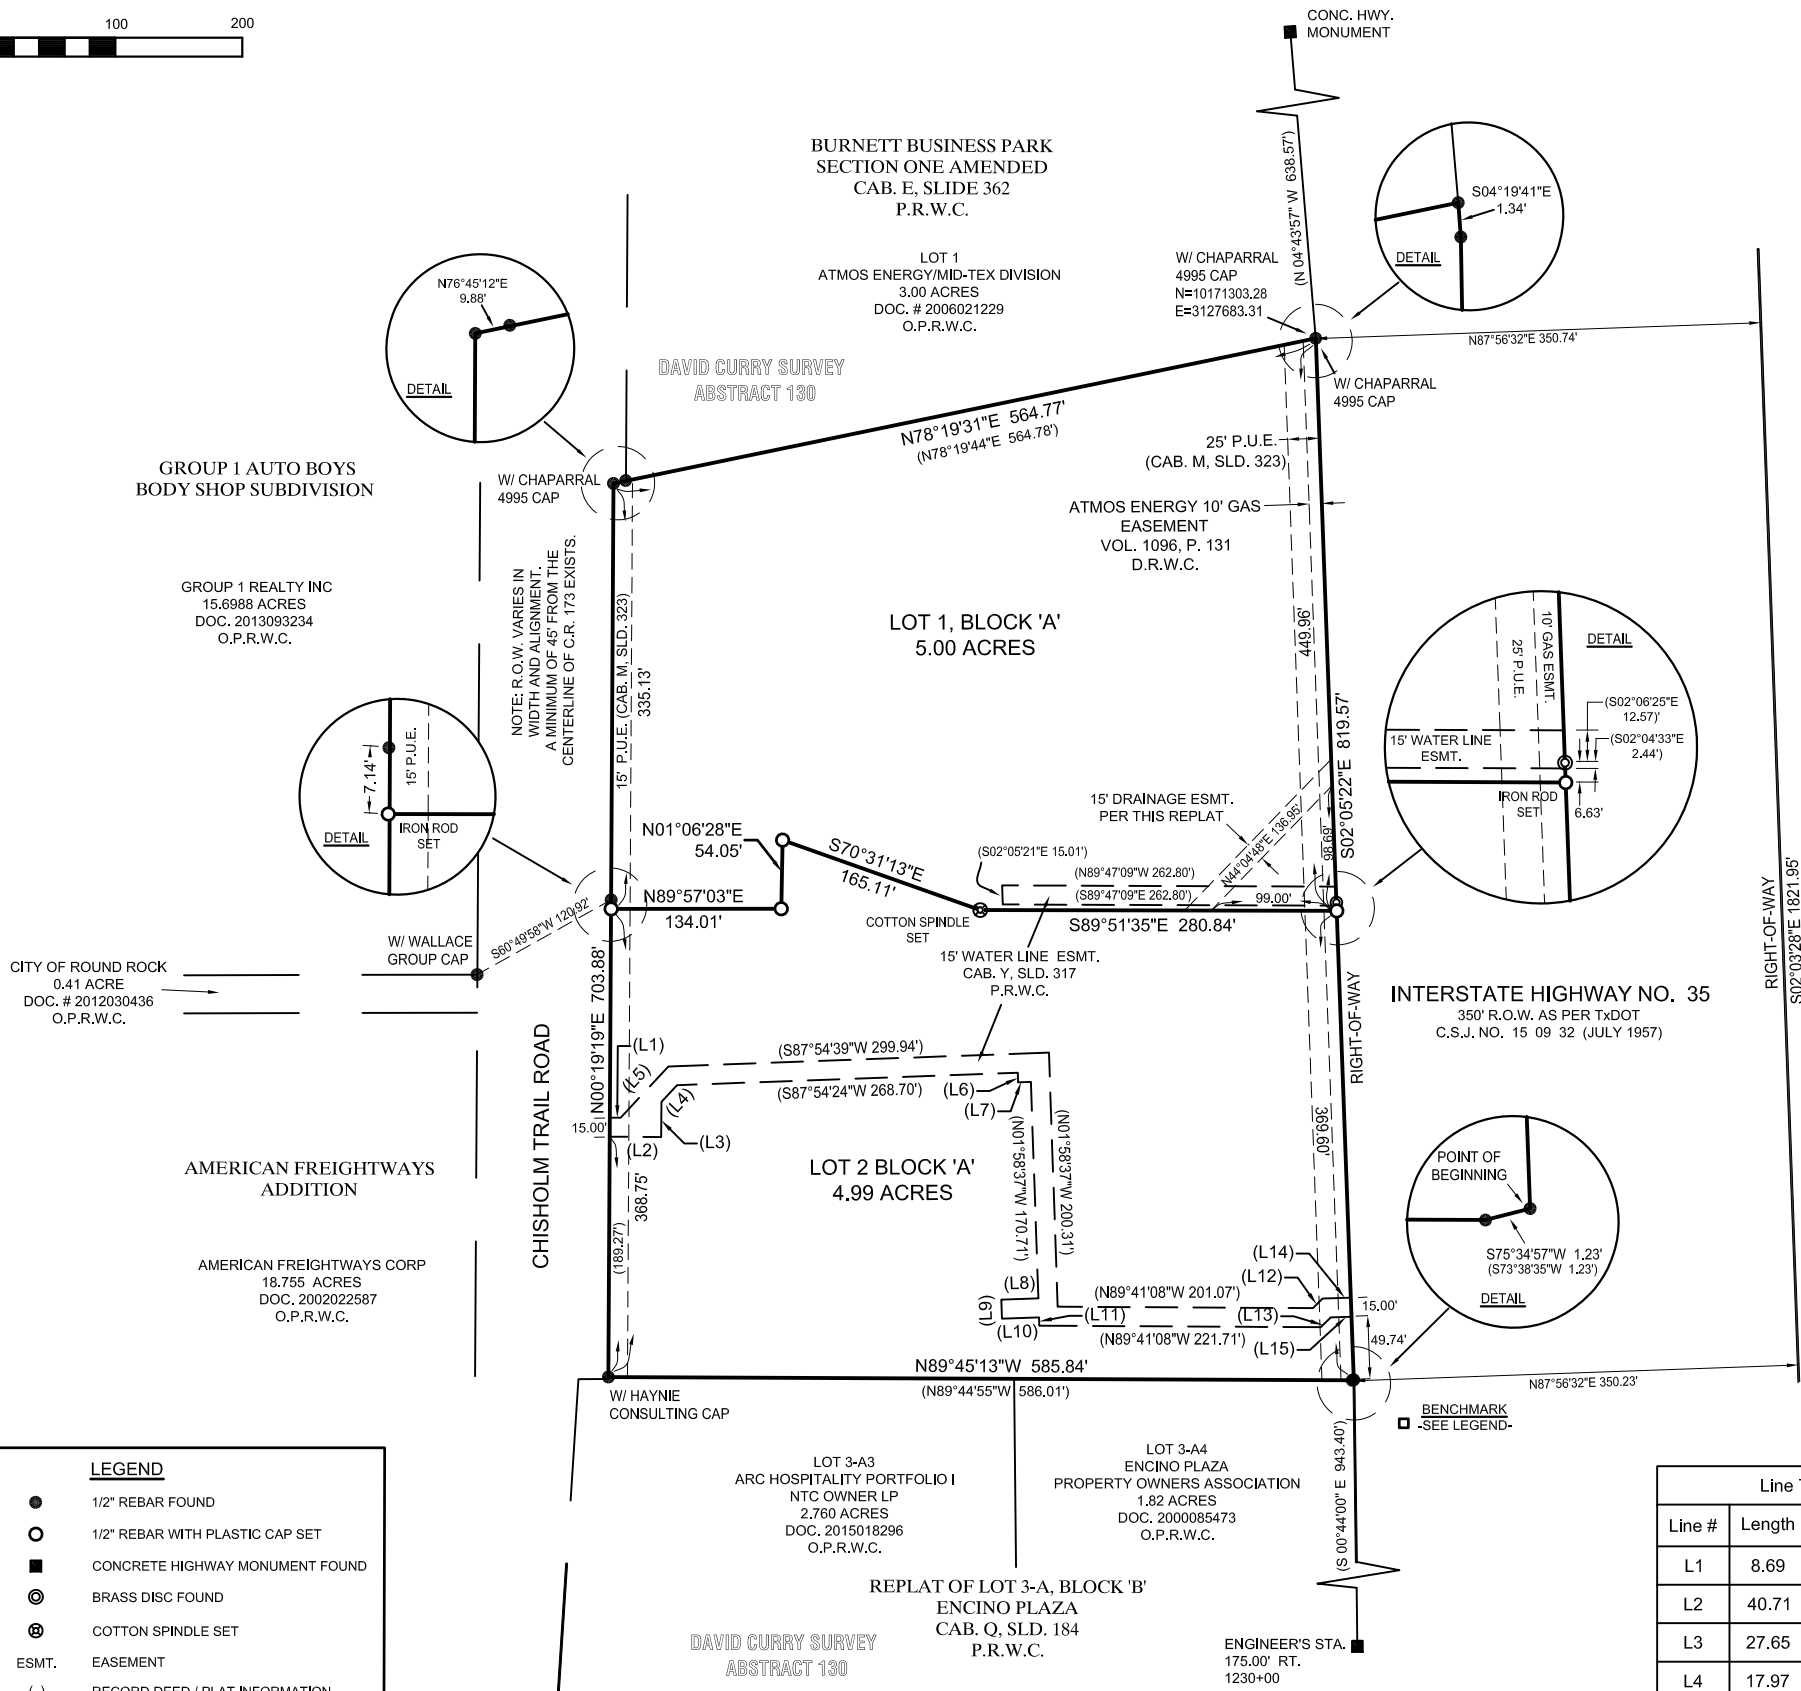 100
200
CONC. HWY.
MONUMENT
BURNETT BUSINESS PARK
SECTION ONE AMENDED
CAB. E, SLIDE 362
P.R.W.C.
LOT 1
ATMOS ENERGY/MID-TEX DIVISION
3.00 ACRES
DOC. # 2006021229
O.P.R.W.C.
(N 04°43'57" W  638.57')
S04°19'41"E
1.34'
DETAIL
W/ CHAPARRAL
4995 CAP
N=10171303.28
E=3127683.31
N76°45'12"E
9.88'
DETAIL
DAVID CURRY SURVEY
ABSTRACT 130
N87°56'32"E 350.74'
W/ CHAPARRAL
4995 CAP
N78°19'31"E  564.77'
(N78°19'44"E  564.78')
25' P.U.E.
(CAB. M, SLD. 323)
GROUP 1 AUTO BOYS
BODY SHOP SUBDIVISION
W/ CHAPARRAL
4995 CAP
ATMOS ENERGY 10' GAS
EASEMENT
VOL. 1096, P. 131
D.R.W.C.
NOTE: R.O.W. VARIES IN
WIDTH AND ALIGNMENT.
A MINIMUM OF 45' FROM THE
CENTERLINE OF C.R. 173 EXISTS.
GROUP 1 REALTY INC
15.6988 ACRES
DOC. 2013093234
O.P.R.W.C.
15' P.U.E. (CAB. M, SLD. 323)
335.13'
LOT 1, BLOCK 'A'
5.00 ACRES
449.96'
S02°05'22"E  819.57'
10' GAS ESMT.
25' P.U.E.
DETAIL
(S02°06'25"E
12.57)'
(S02°04'33"E
2.44')
15' WATER LINE
ESMT.
IRON ROD
SET
6.63'
7.14'
15' P.U.E.
DETAIL
IRON ROD
SET
N01°06'28"E
54.05'
S70°31'13"E
165.11'
15' DRAINAGE ESMT.
PER THIS REPLAT
N44°04'48"E 136.95'
98.69'
(S02°05'21"E 15.01')
(N89°47'09"W 262.80')
(S89°47'09"E 262.80')
99.00'
N89°57'03"E
134.01'
COTTON SPINDLE
SET
S89°51'35"E  280.84'
S60°49'58"W 120.92'
W/ WALLACE
GROUP CAP
CITY OF ROUND ROCK
0.41 ACRE
DOC. # 2012030436
O.P.R.W.C.
15' WATER LINE  ESMT.
CAB. Y, SLD. 317
P.R.W.C.
RIGHT-OF-WAY
S02°03'28"E 1821.95'
INTERSTATE HIGHWAY NO.  35
350' R.O.W. AS PER TxDOT
C.S.J. NO.  15  09  32  (JULY 1957)
RIGHT-OF-WAY
N00°19'19"E  703.88'
CHISHOLM TRAIL ROAD
(L1)
(L5)
(L4)
(S87°54'39"W 299.94')
(S87°54'24"W 268.70')
(L6)
(L7)
15.00'
(L2)
(L3)
(N01°58'37"W 170.71')
(N01°58'37"W 200.31')
369.60'
AMERICAN FREIGHTWAYS
ADDITION
LOT 2 BLOCK 'A'
4.99 ACRES
368.75'
(189.27')
POINT OF
BEGINNING
S75°34'57"W  1.23'
(S73°38'35"W  1.23')
DETAIL
AMERICAN FREIGHTWAYS CORP
18.755  ACRES
DOC. 2002022587
O.P.R.W.C.
(L8)
(L9)
(L10)
(L11)
(L14)
(L12)
(N89°41'08"W 201.07')
(L13)
(N89°41'08"W 221.71')
(L15)
15.00'
49.74'
N89°45'13"W  585.84'
(N89°44'55"W  586.01')
W/ HAYNIE
CONSULTING CAP
N87°56'32"E 350.23'
BENCHMARK
-SEE LEGEND-
LOT 3-A3
ARC HOSPITALITY PORTFOLIO I
NTC OWNER LP
2.760 ACRES
DOC. 2015018296
O.P.R.W.C.
LOT 3-A4
ENCINO PLAZA
PROPERTY OWNERS ASSOCIATION
1.82 ACRES
DOC. 2000085473
O.P.R.W.C.
(S 00°44'00" E  943.40')
REPLAT OF LOT 3-A, BLOCK 'B'
ENCINO PLAZA
CAB. Q, SLD. 184
P.R.W.C.
DAVID CURRY SURVEY
ABSTRACT 130
ENGINEER'S STA.
175.00'  RT.
1230+00
LEGEND
1/2" REBAR FOUND
1/2" REBAR WITH PLASTIC CAP SET
CONCRETE HIGHWAY MONUMENT FOUND
BRASS DISC FOUND
COTTON SPINDLE SET
ESMT. EASEMENT
( ) RECORD DEED / PLAT INFORMATION
Line
Line # Length
L1 8.69
L2 40.71
L3 27.65
L4 17.97